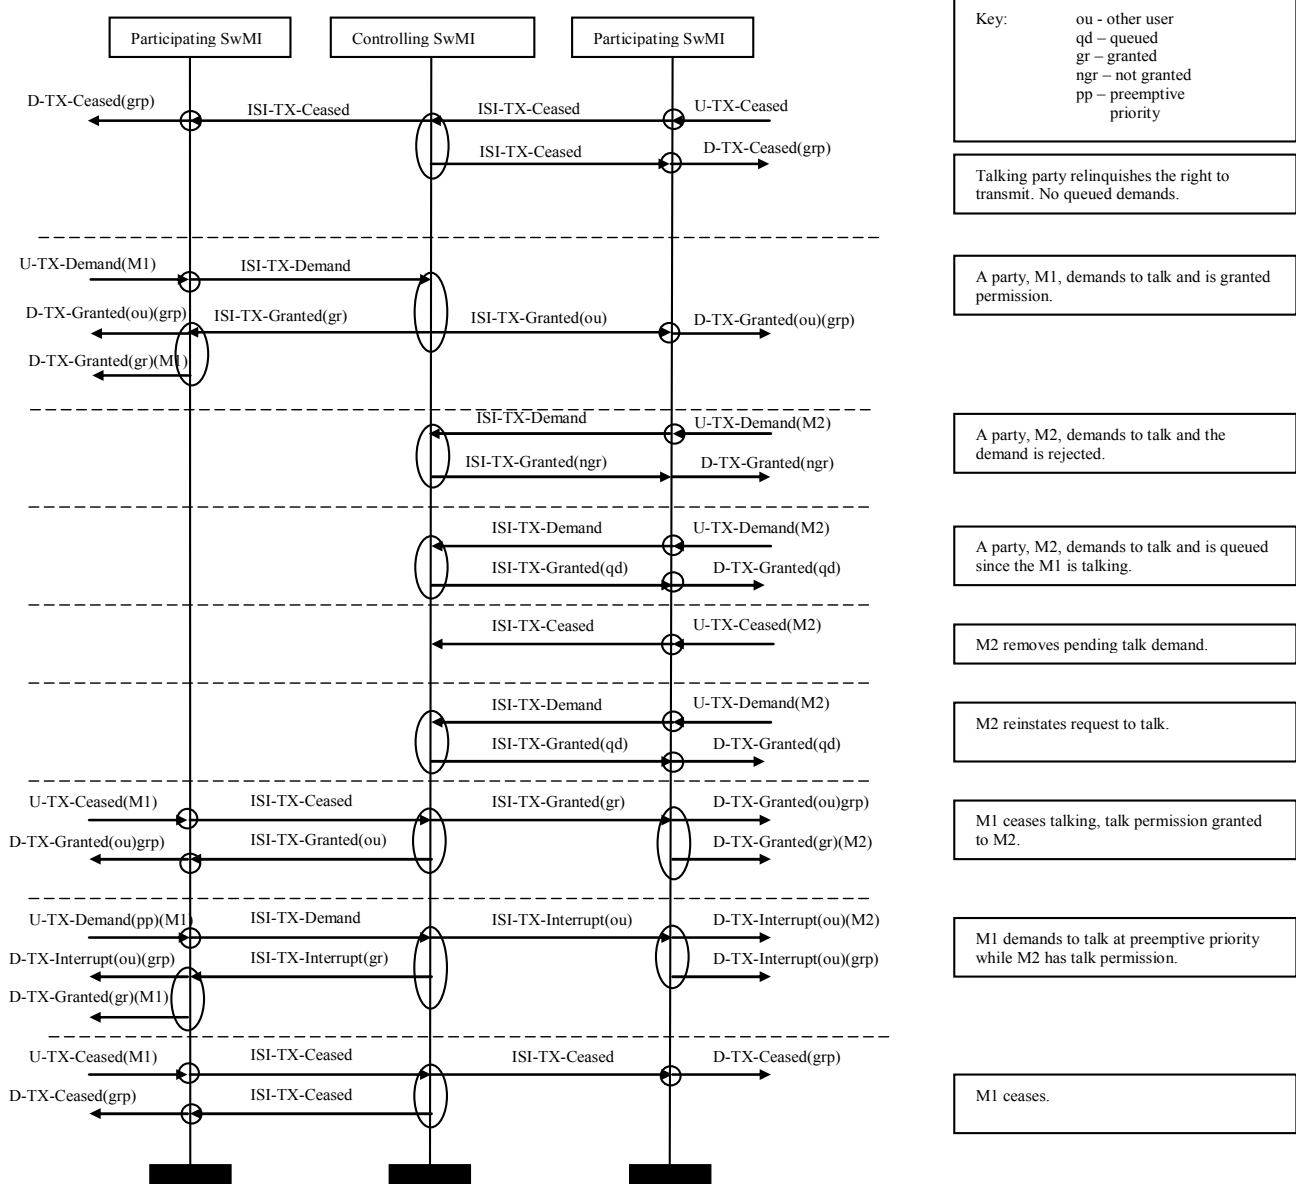 Participating SwMI
Controlling SwMI
Participating SwMI
Key: ou - other user
qd – queued
gr – granted
ngr – not granted
pp – preemptive
priority
D-TX-Ceased(grp)
ISI-TX-Ceased
ISI-TX-Ceased
U-TX-Ceased
ISI-TX-Ceased
D-TX-Ceased(grp)
Talking party relinquishes the right to
transmit. No queued demands.
U-TX-Demand(M1)
ISI-TX-Demand
D-TX-Granted(ou)(grp)
ISI-TX-Granted(gr)
ISI-TX-Granted(ou)
D-TX-Granted(ou)(grp)
D-TX-Granted(gr)(M1)
A party, M1, demands to talk and is granted
permission.
ISI-TX-Demand
U-TX-Demand(M2)
ISI-TX-Granted(ngr)
D-TX-Granted(ngr)
A party, M2, demands to talk and the
demand is rejected.
ISI-TX-Demand
U-TX-Demand(M2)
ISI-TX-Granted(qd)
D-TX-Granted(qd)
A party, M2, demands to talk and is queued
since the M1 is talking.
ISI-TX-Ceased
U-TX-Ceased(M2)
M2 removes pending talk demand.
ISI-TX-Demand
U-TX-Demand(M2)
ISI-TX-Granted(qd)
D-TX-Granted(qd)
M2 reinstates request to talk.
U-TX-Ceased(M1)
ISI-TX-Ceased
ISI-TX-Granted(gr)
D-TX-Granted(ou)grp)
D-TX-Granted(ou)grp)
ISI-TX-Granted(ou)
D-TX-Granted(gr)(M2)
M1 ceases talking, talk permission granted
to M2.
U-TX-Demand(pp)(M1)
ISI-TX-Demand
ISI-TX-Interrupt(ou)
D-TX-Interrupt(ou)(M2)
D-TX-Interrupt(ou)(grp)
ISI-TX-Interrupt(gr)
D-TX-Interrupt(ou)(grp)
D-TX-Granted(gr)(M1)
M1 demands to talk at preemptive priority
while M2 has talk permission.
U-TX-Ceased(M1)
ISI-TX-Ceased
ISI-TX-Ceased
D-TX-Ceased(grp)
D-TX-Ceased(grp)
ISI-TX-Ceased
M1 ceases.